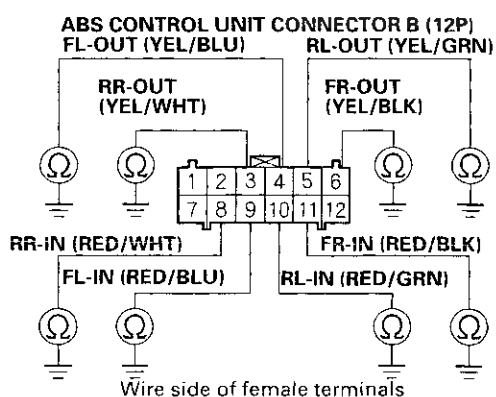 ABS CONTROL UNIT CONNECTOR B (12P)
FL-OUT (YEL/BLU) RL-OUT (YEL/GRN)
RR-OUT (YEL/WHT)
FR-OUT (YEL/BLK)
Ω Ω Ω Ω
1 2 3 4 5 6
7 8 9 10 11 12
RR-IN (RED/WHT) FR-IN (RED/BLK)
FL-IN (RED/BLU) RL-IN (RED/GRN)
Ω Ω Ω Ω
Wire side of female terminals